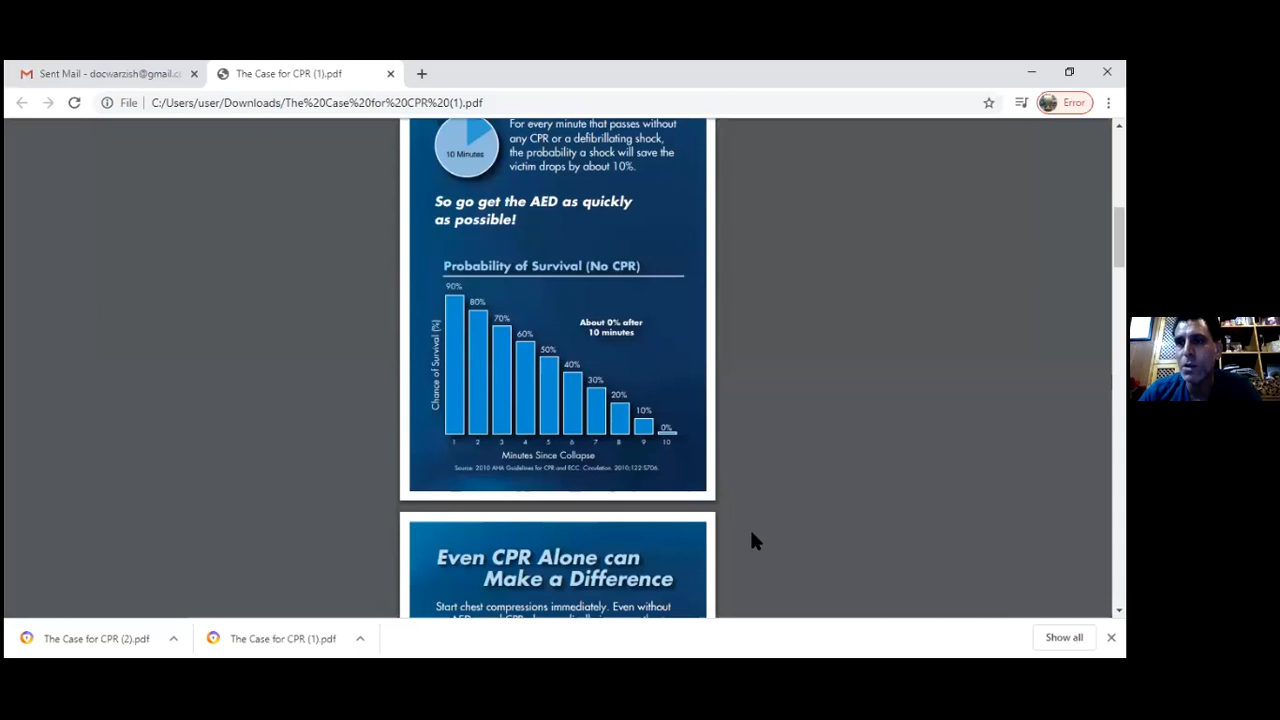 Sent Mail - docwarzish@gmail.c
The Case for CPR (1).pdf
File
C:/Users/user/Downloads/The%20Case%20for%20CPR%20(1).pdf
Error
10 Minutes
For every minute that passes without
any CPR or a defibrillating shock,
the probability a shock will save the
victim drops by about 10%.
So go get the AED as quickly
as possible!
Probability of Survival (No CPR)
90%
80%
70%
60%
50%
40%
30%
20%
10%
0%
About 0% after
10 minutes
Chance of Survival (%)
1 2 3 4 5 6 7 8 9 10
Minutes Since Collapse
Source: 2010 AHA Guidelines for CPR and ECC. Circulation. 2010;122:S706.
Even CPR Alone can
Make a Difference
Start chest compressions immediately. Even without
The Case for CPR (2).pdf
The Case for CPR (1).pdf
Show all